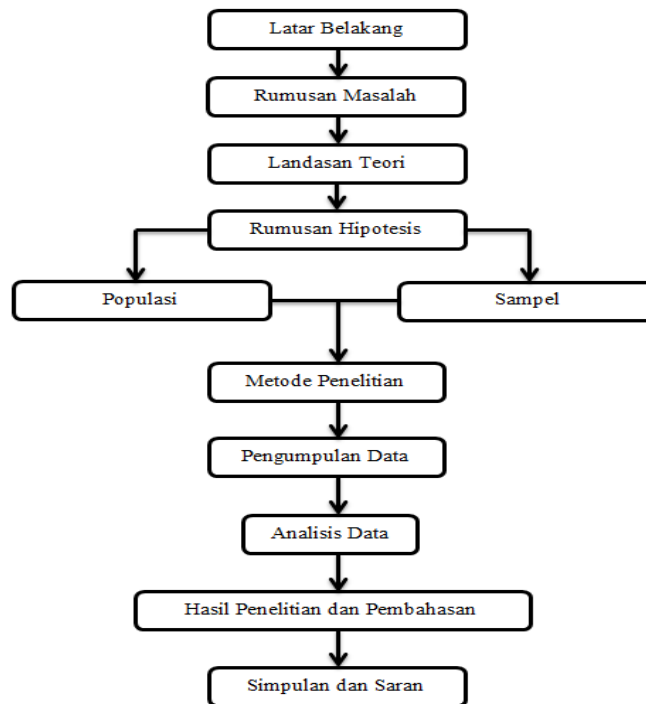 Latar Belakang
Rumusan Masalah
Landasan Teori
Rumusan Hipotesis
Populasi
Sampel
Metode Penelitian
Pengumpulan Data
Analisis Data
Hasil Penelitian dan Pembahasan
Simpulan dan Saran